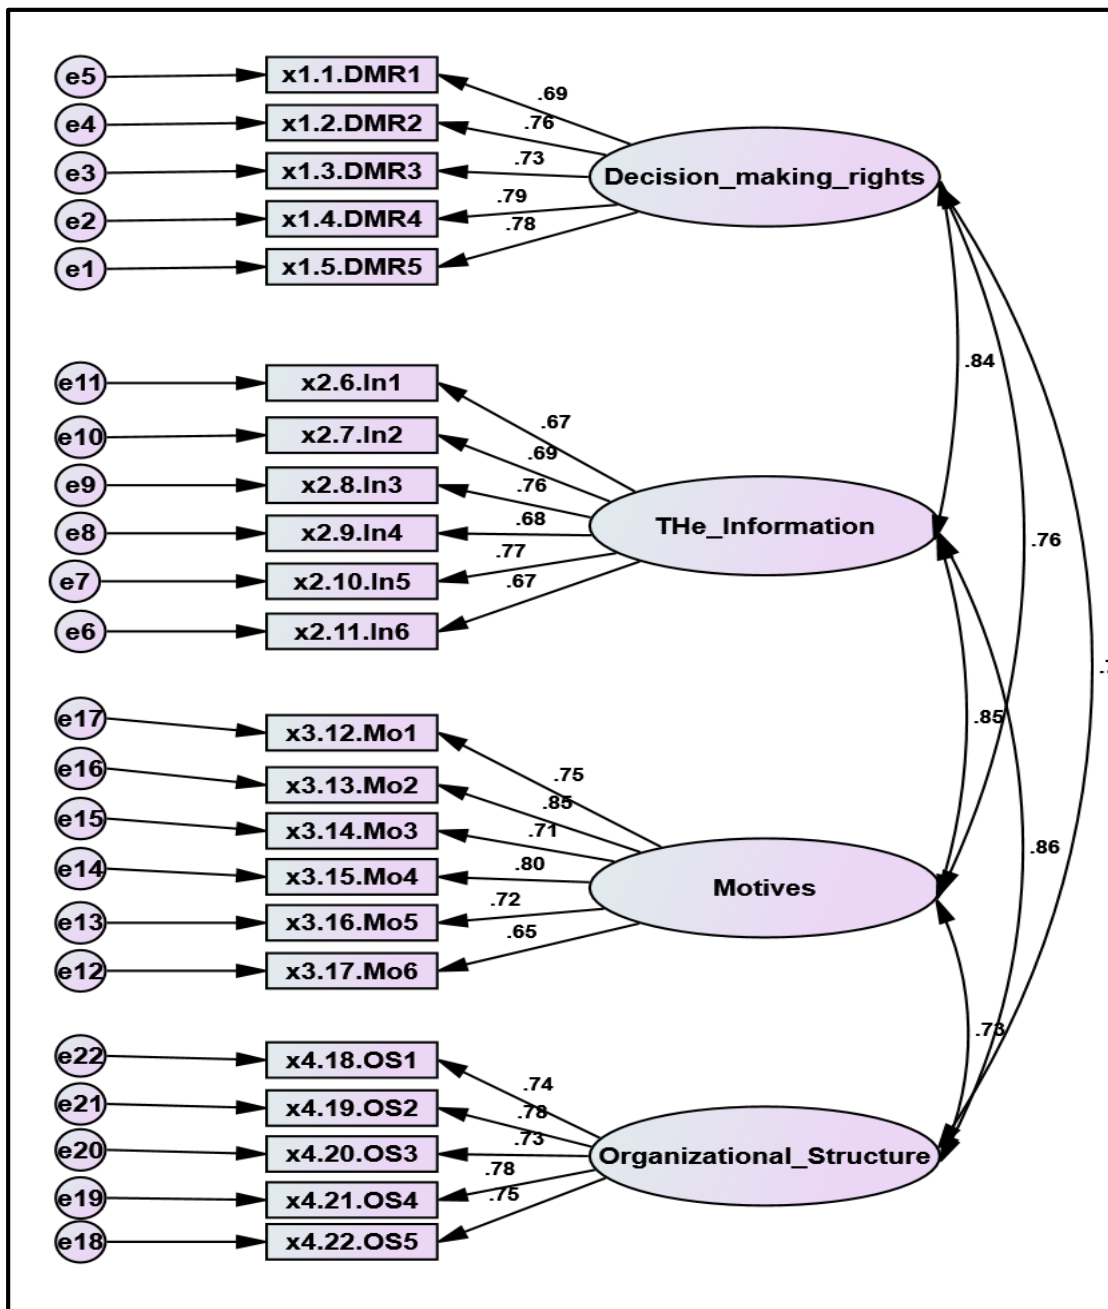 e5
x1.1.DMR1
.69
e4
x1.2.DMR2
.76
e3
x1.3.DMR3
.73
Decision_making_rights
e2
x1.4.DMR4
.79
e1
x1.5.DMR5
.78
.84
e11
x2.6.In1
.67
e10
x2.7.In2
.69
e9
x2.8.In3
.76
e8
x2.9.In4
.68
THe_Information
.76
e7
x2.10.In5
.77
e6
x2.11.In6
.67
.85
e17
x3.12.Mo1
.75
e16
x3.13.Mo2
.85
e15
x3.14.Mo3
.71
e14
x3.15.Mo4
.80
Motives
.86
e13
x3.16.Mo5
.72
e12
x3.17.Mo6
.65
.73
e22
x4.18.OS1
.74
e21
x4.19.OS2
.78
e20
x4.20.OS3
.73
Organizational_Structure
e19
x4.21.OS4
.78
e18
x4.22.OS5
.75